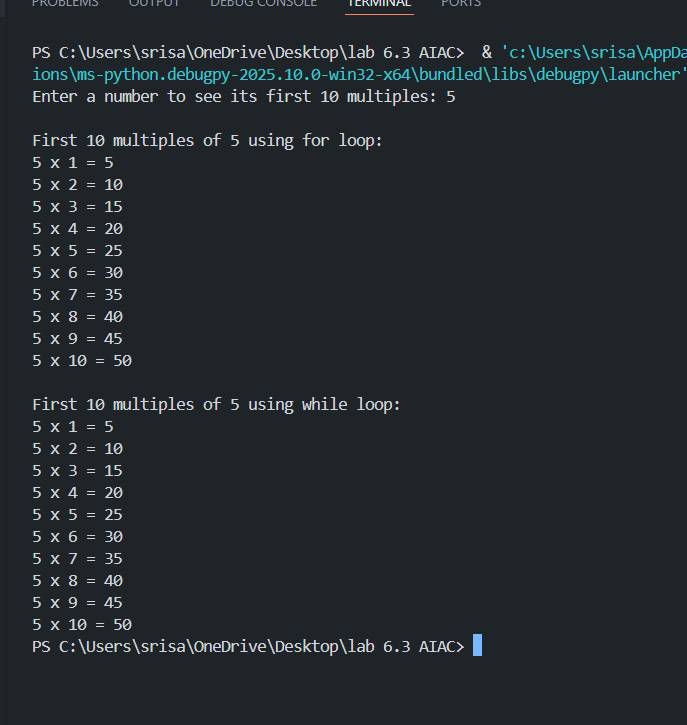 PROBLEMS OUTPUT DEBUG CONSOLE TERMINAL PORTS
PS C:\Users\srisa\OneDrive\Desktop\lab 6.3 AIAC>  & 'c:\Users\srisa\AppDa
ions\ms-python.debugpy-2025.10.0-win32-x64\bundled\libs\debugpy\launcher'
Enter a number to see its first 10 multiples: 5
First 10 multiples of 5 using for loop:
5 x 1 = 5
5 x 2 = 10
5 x 3 = 15
5 x 4 = 20
5 x 5 = 25
5 x 6 = 30
5 x 7 = 35
5 x 8 = 40
5 x 9 = 45
5 x 10 = 50
First 10 multiples of 5 using while loop:
5 x 1 = 5
5 x 2 = 10
5 x 3 = 15
5 x 4 = 20
5 x 5 = 25
5 x 6 = 30
5 x 7 = 35
5 x 8 = 40
5 x 9 = 45
5 x 10 = 50
PS C:\Users\srisa\OneDrive\Desktop\lab 6.3 AIAC>